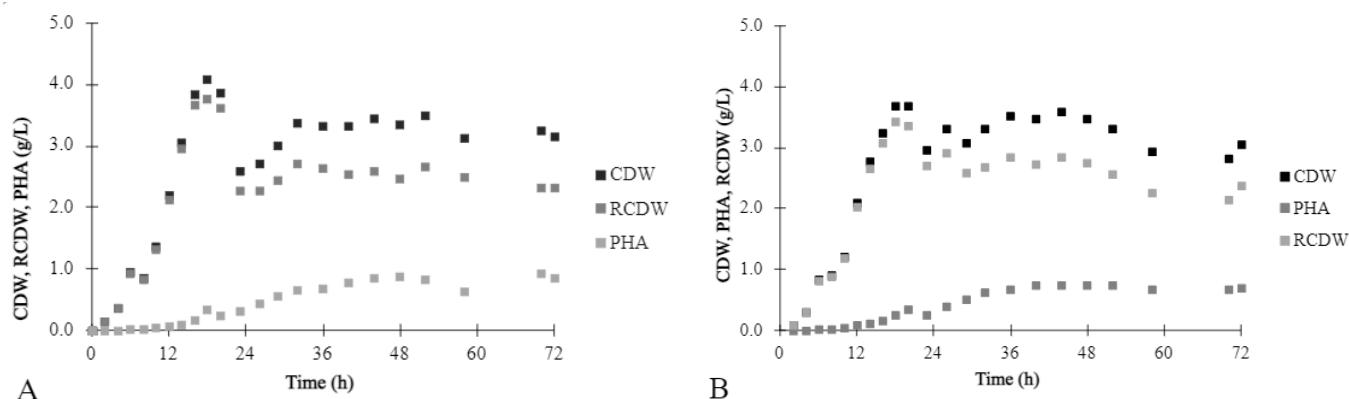 CDW, RCDW, PHA (g/L)
5.0
4.0
3.0
2.0
1.0
0.0
0
12
24
36
48
60
72
Time (h)
CDW
RCDW
PHA
A
CDW, PHA, RCDW (g/L)
5.0
4.0
3.0
2.0
1.0
0.0
0
12
24
36
48
60
72
Time (h)
CDW
PHA
RCDW
B